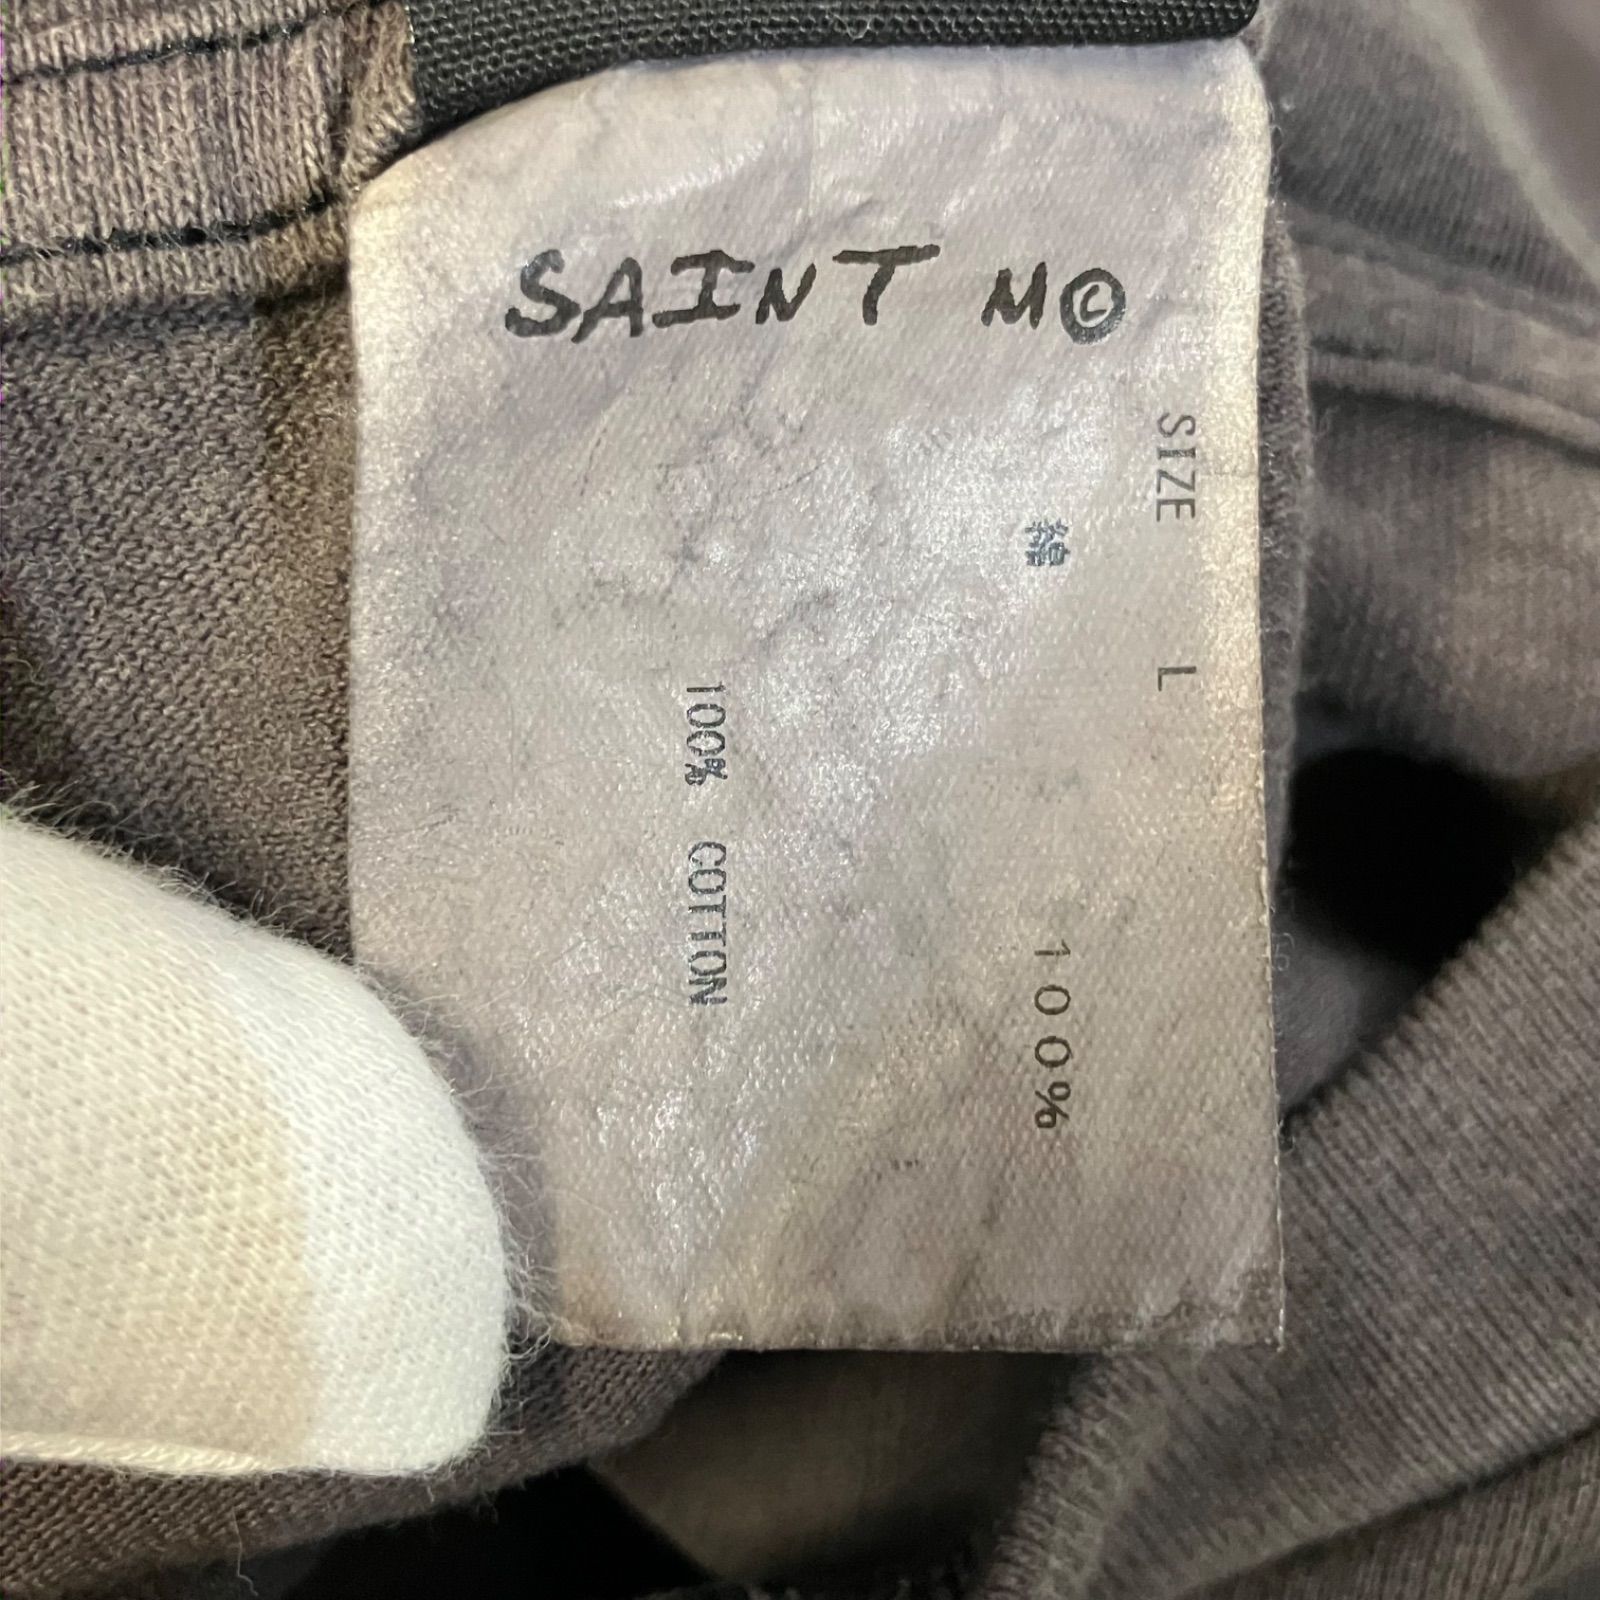 SAINT M©
SIZE L
綿 100%
100% COTTON